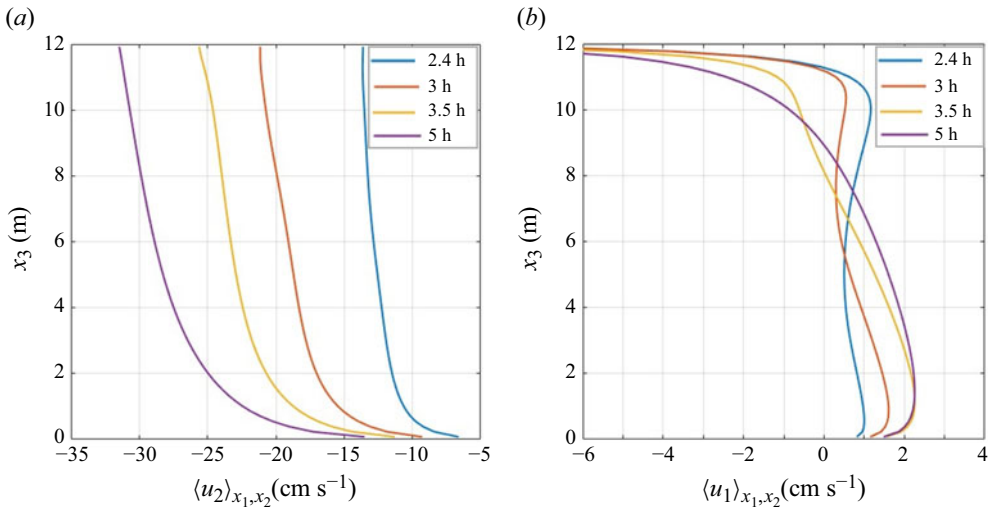 (a)
(b)
12
10
8
6
4
2
0
x₃ (m)
2.4 h
3 h
3.5 h
5 h
−35
−30
−25
−20
−15
−10
−5
⟨u₂⟩x₁,x₂(cm s⁻¹)
12
10
8
6
4
2
0
x₃ (m)
2.4 h
3 h
3.5 h
5 h
−6
−4
−2
0
2
4
⟨u₁⟩x₁,x₂(cm s⁻¹)